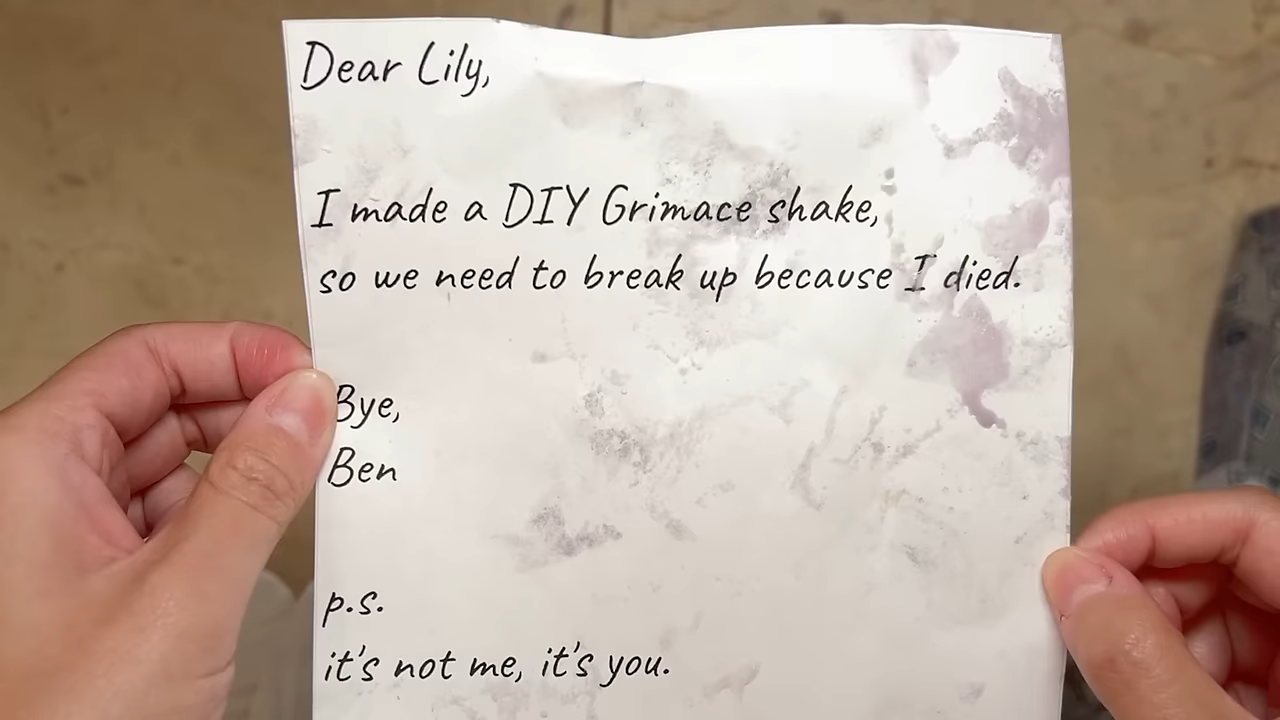 Dear Lily,
I made a DIY Grimace shake,
so we need to break up because I died.
Bye,
Ben
p.s.
it's not me, it's you.